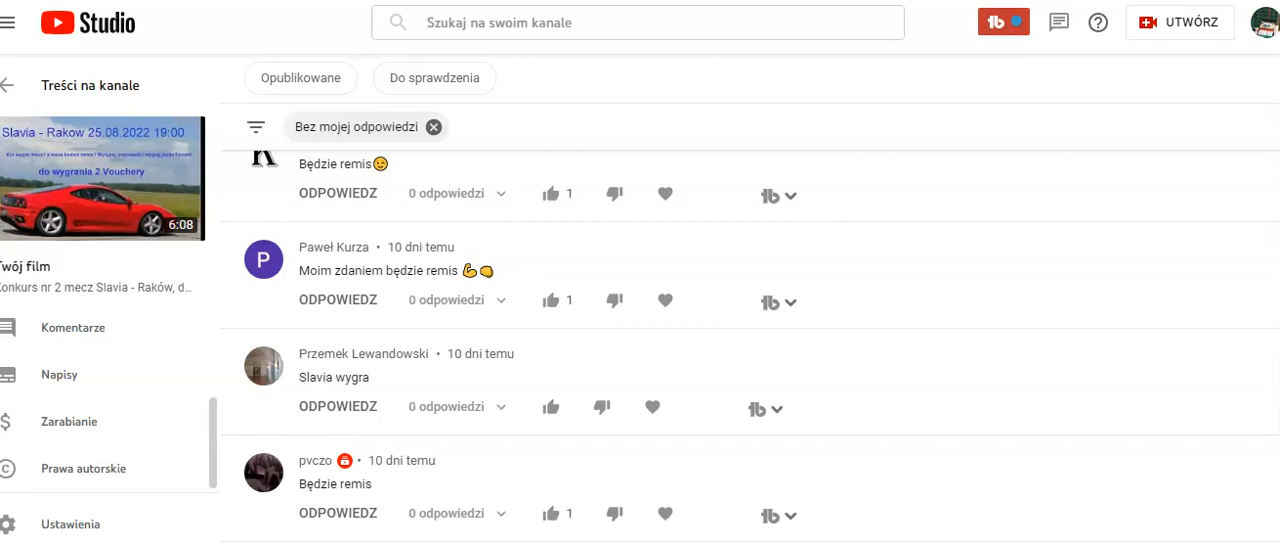 Studio
Szukaj na swoim kanale
UTWÓRZ
Treści na kanale
Slavia - Rakow 25.08.2022 19:00
do wygrania 2 Vouchery
6:08
Twój film
Konkurs nr 2 mecz Slavia - Raków, d...
Komentarze
Napisy
Zarabianie
Prawa autorskie
Ustawienia
Opublikowane
Do sprawdzenia
Bez mojej odpowiedzi
Będzie remis😉
ODPOWIEDZ 0 odpowiedzi 1
Paweł Kurza • 10 dni temu
Moim zdaniem będzie remis 💪👊
ODPOWIEDZ 0 odpowiedzi 1
Przemek Lewandowski • 10 dni temu
Slavia wygra
ODPOWIEDZ 0 odpowiedzi
P
pvczo • 10 dni temu
Będzie remis
ODPOWIEDZ 0 odpowiedzi 1